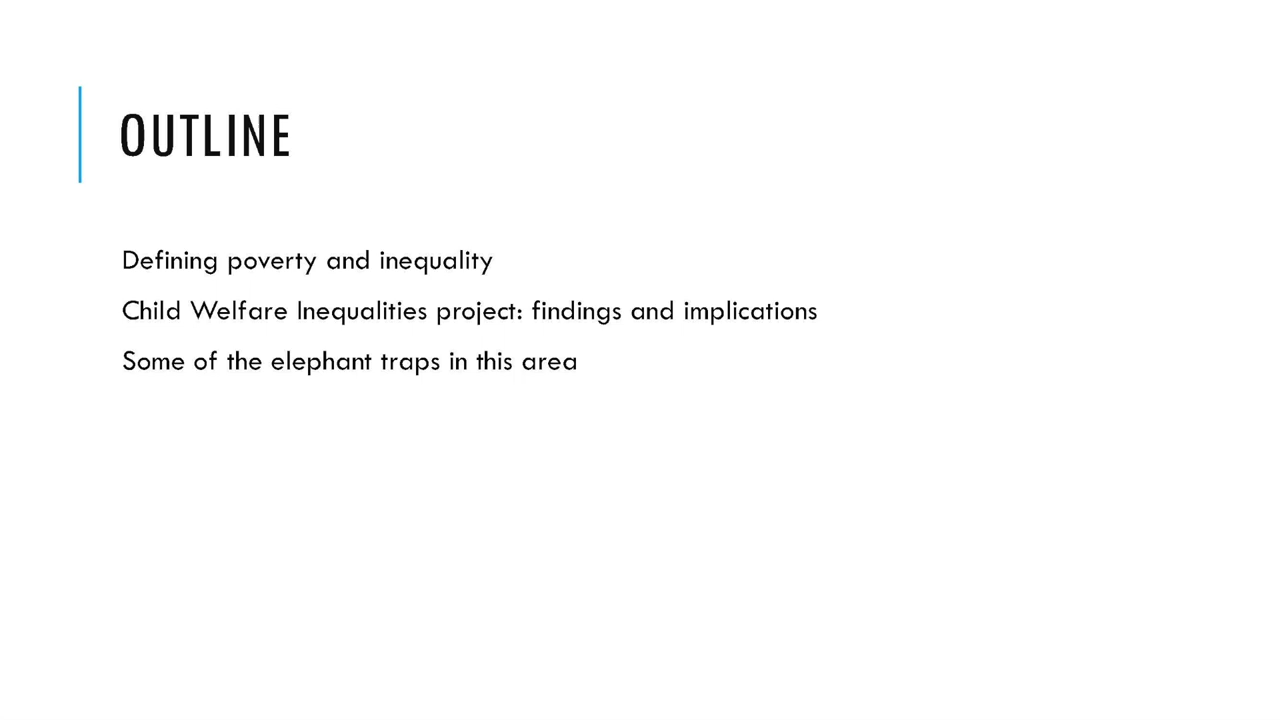 OUTLINE
Defining poverty and inequality
Child Welfare Inequalities project: findings and implications
Some of the elephant traps in this area